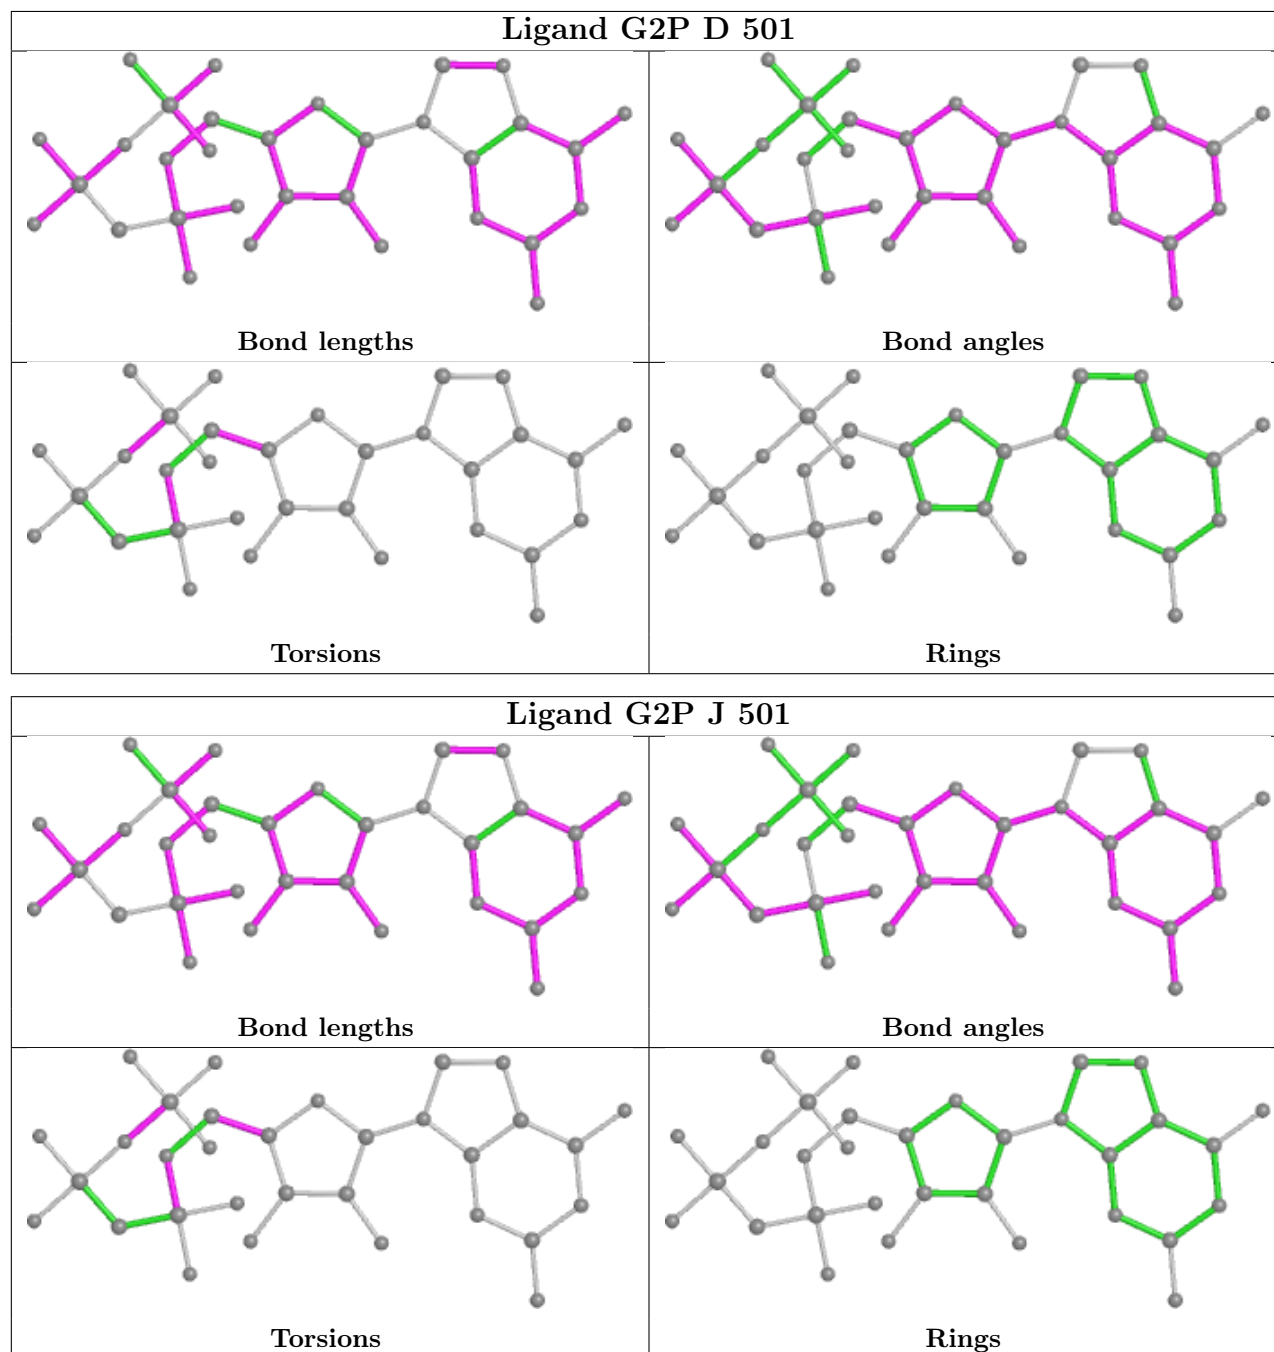 Ligand G2P D 501
Bond lengths
Bond angles
Torsions
Rings
Ligand G2P J 501
Bond lengths
Bond angles
Torsions
Rings